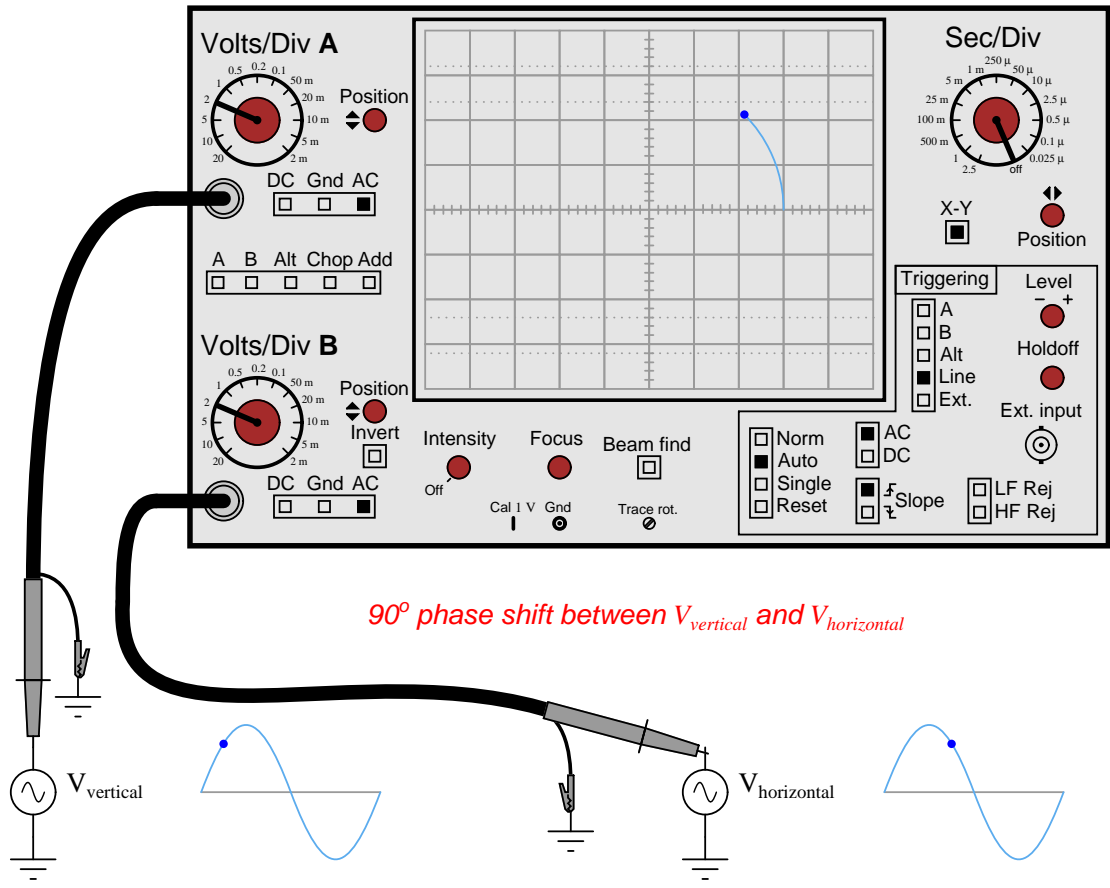 Volts/Div A
0.5 0.2 0.1
1 50 m
2 20 m
5 10 m
10 5 m
20 2 m
Position
DC Gnd AC
A B Alt Chop Add
Volts/Div B
0.5 0.2 0.1
1 50 m
2 20 m
5 10 m
10 5 m
20 2 m
Position
Invert
DC Gnd AC
Intensity
Off
Focus
Beam find
Cal 1 V Gnd
Trace rot.
Sec/Div
250 µ
1 m 50 µ
5 m 10 µ
25 m 2.5 µ
100 m 0.5 µ
500 m 0.1 µ
1 0.025 µ
2.5 off
X-Y
Position
Triggering
A
B
Alt
Line
Ext.
Level
− +
Holdoff
Ext. input
Norm
Auto
Single
Reset
AC
DC
Slope
LF Rej
HF Rej
90° phase shift between Vvertical and Vhorizontal
Vvertical
Vhorizontal